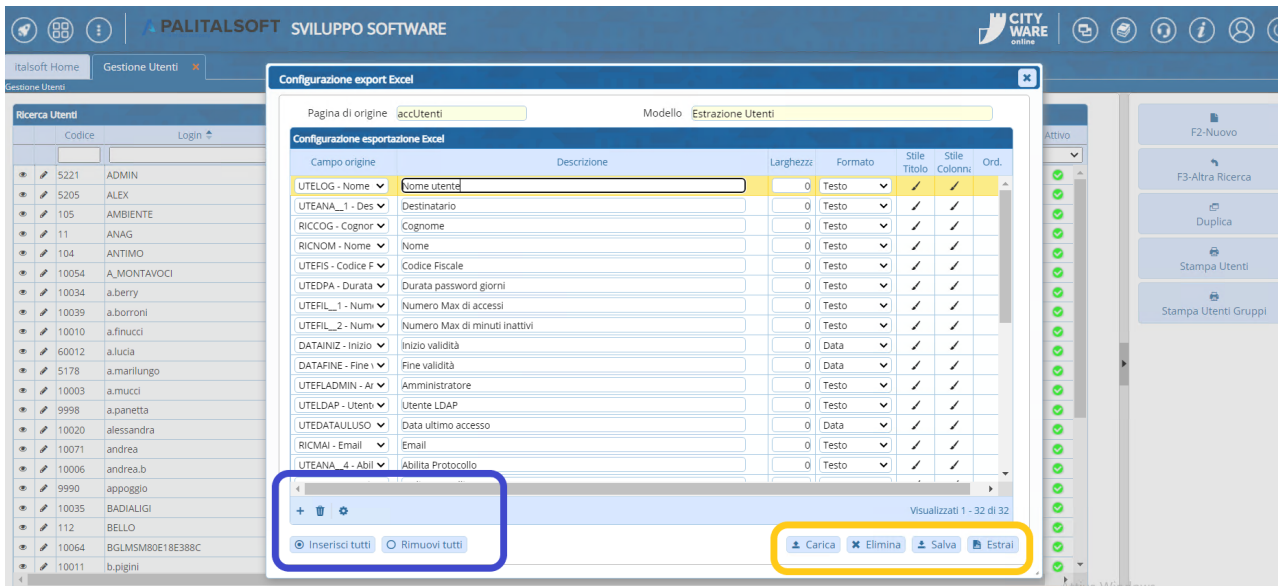 PALITALSOFT SVILUPPO SOFTWARE
CITY WARE online
italsoft Home Gestione Utenti ×
Gestione Utenti
Configurazione export Excel
Pagina di origine accUtenti Modello Estrazione Utenti
Ricerca Utenti
Configurazione esportazione Excel
Codice Login Attivo
Campo origine Descrizione Larghezza Formato Stile Titolo Stile Colonna Ord.
F2-Nuovo
F3-Altra Ricerca
Duplica
Stampa Utenti
Stampa Utenti Gruppi
5221 ADMIN
5205 ALEX
105 AMBIENTE
11 ANAG
104 ANTIMO
10054 A_MONTAVOCI
10034 a.berry
10039 a.borroni
10010 a.finucci
60012 a.lucia
5178 a.marilungo
10003 a.mucci
9998 a.panetta
10020 alessandra
10071 andrea
10006 andrea.b
9990 appoggio
10035 BADIALIGI
112 BELLO
10064 BGLMSM80E18E388C
10011 b.pigini
UTELOG - Nome Nome utente 0 Testo
UTEANA__1 - Des Destinatario 0 Testo
RICCOG - Cognor Cognome 0 Testo
RICNOM - Nome Nome 0 Testo
UTEFIS - Codice F Codice Fiscale 0 Testo
UTEDPA - Durata Durata password giorni 0 Testo
UTEFIL__1 - Num Numero Max di accessi 0 Testo
UTEFIL__2 - Num Numero Max di minuti inattivi 0 Testo
DATAINIZ - Inizio Inizio validità 0 Data
DATAFINE - Fine Fine validità 0 Data
UTEFLADMIN - Ar Amministratore 0 Testo
UTELDAP - Utent Utente LDAP 0 Testo
UTEDATAULUSO Data ultimo accesso 0 Data
RICMAI - Email Email 0 Testo
UTEANA__4 - Abil Abilita Protocollo 0 Testo
Visualizzati 1 - 32 di 32
Inserisci tutti Rimuovi tutti Carica Elimina Salva Estrai